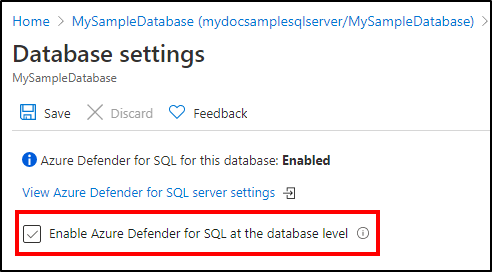 Home > MySampleDatabase (mydocsamplesqlserver/MySampleDatabase) >
Database settings
MySampleDatabase
Save Discard Feedback
Azure Defender for SQL for this database: Enabled
View Azure Defender for SQL server settings
Enable Azure Defender for SQL at the database level